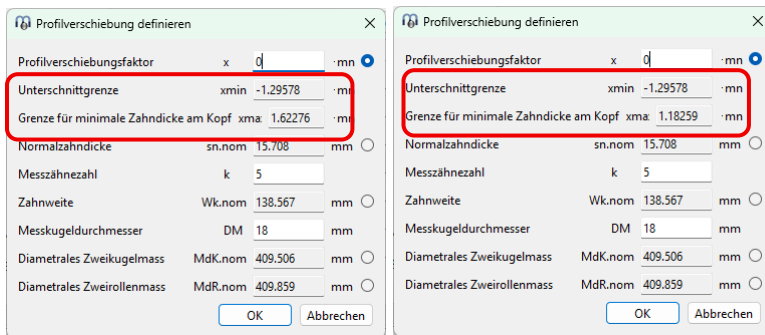 Profilverschiebung definieren
Profilverschiebungsfaktor x 0 ·mn
Unterschnittgrenze xmin -1.29578 ·mn
Grenze für minimale Zahndicke am Kopf xma: 1.62276 ·mn
Normalzahndicke sn.nom 15.708 mm
Messzähnezahl k 5
Zahnweite Wk.nom 138.567 mm
Messkugeldurchmesser DM 18 mm
Diametrales Zweikugelmass MdK.nom 409.506 mm
Diametrales Zweirollenmass MdR.nom 409.859 mm
OK Abbrechen
Profilverschiebung definieren
Profilverschiebungsfaktor x 0 ·mn
Unterschnittgrenze xmin -1.29578 ·mn
Grenze für minimale Zahndicke am Kopf xma: 1.18259 ·mn
Normalzahndicke sn.nom 15.708 mm
Messzähnezahl k 5
Zahnweite Wk.nom 138.567 mm
Messkugeldurchmesser DM 18 mm
Diametrales Zweikugelmass MdK.nom 409.506 mm
Diametrales Zweirollenmass MdR.nom 409.859 mm
OK Abbrechen